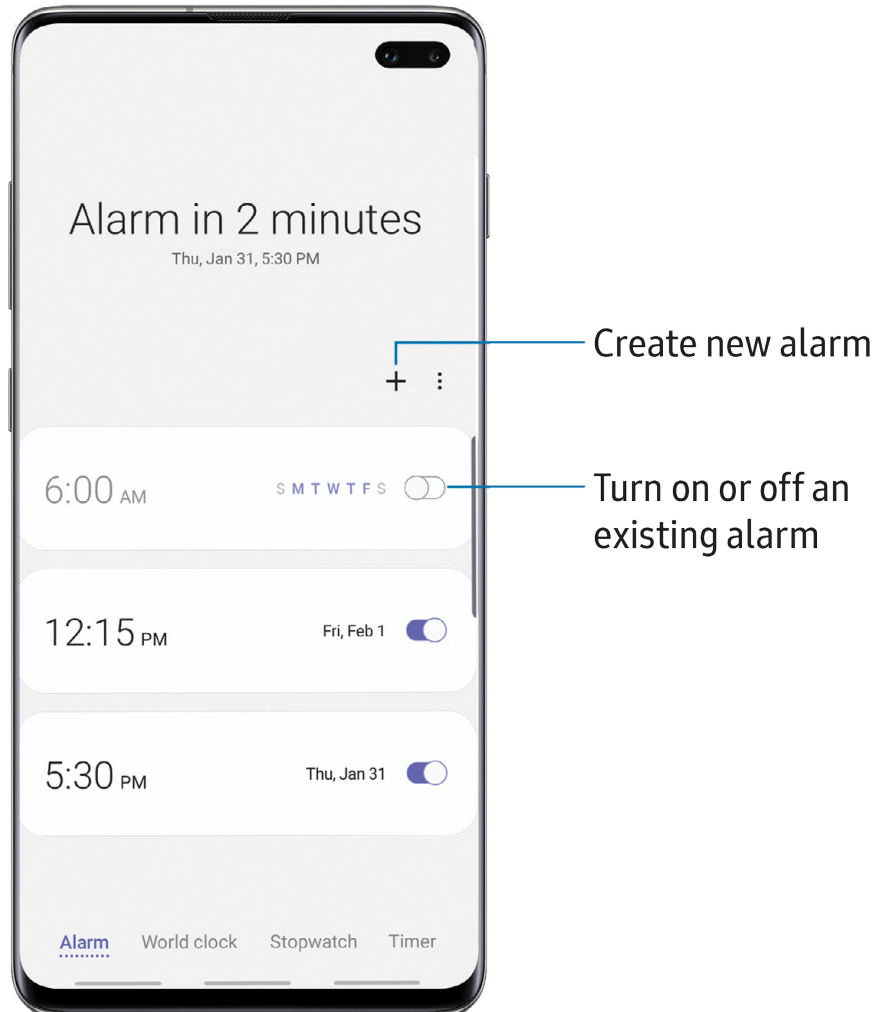 Alarm in 2 minutes
Thu, Jan 31, 5:30 PM
Create new alarm
6:00 AM S M T W T F S
Turn on or off an
existing alarm
12:15 PM Fri, Feb 1
5:30 PM Thu, Jan 31
Alarm World clock Stopwatch Timer